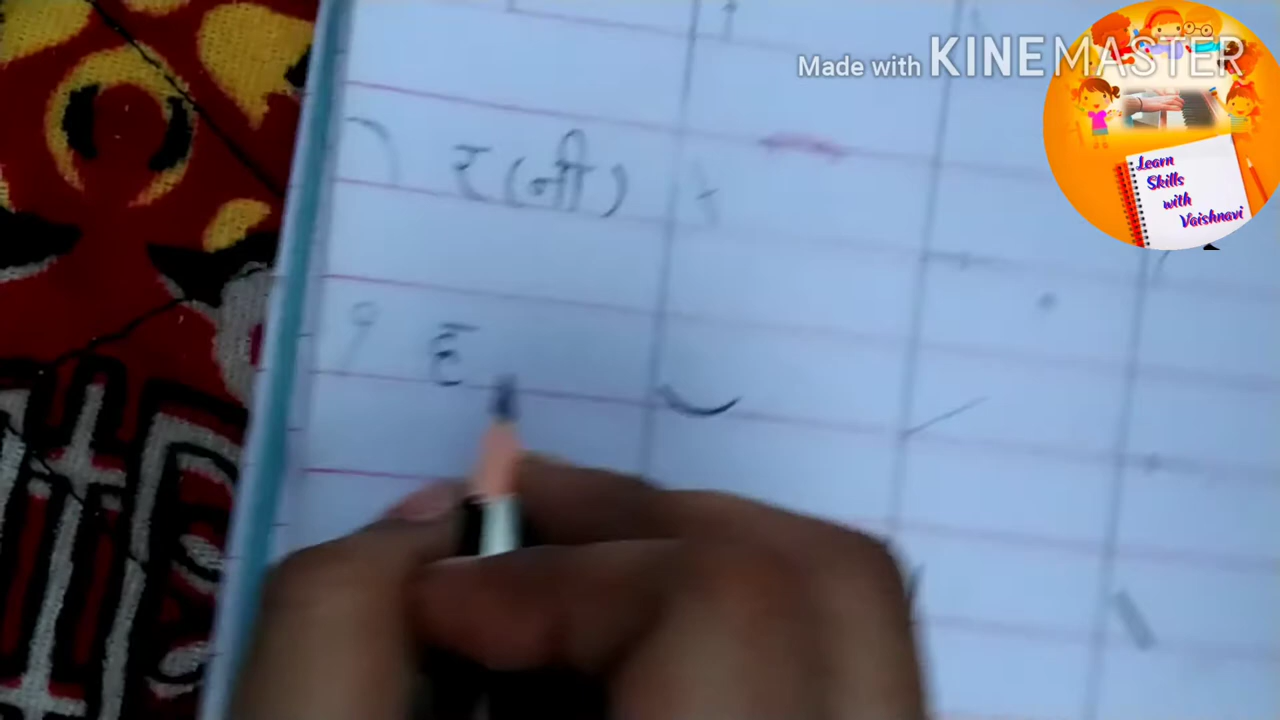 Made with KINEMASTER
Learn
Skills
with
Vaishnavi
र(नी)
ह